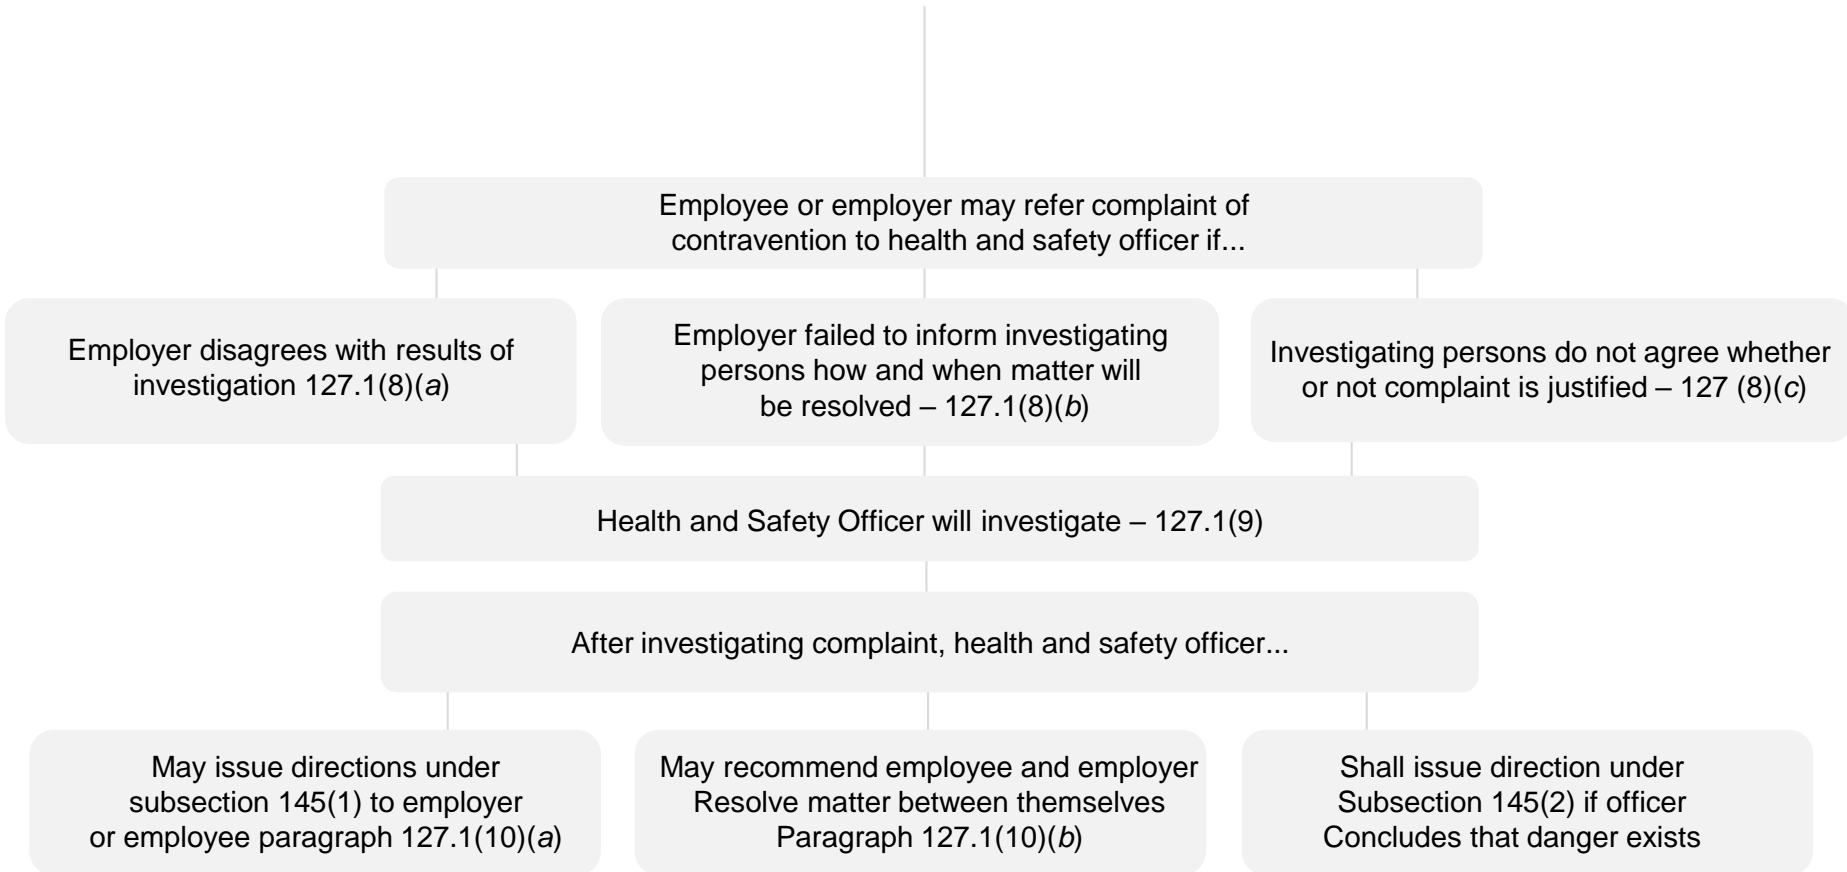 Employee or employer may refer complaint of
contravention to health and safety officer if...
Employer disagrees with results of
investigation 127.1(8)(a)
Employer failed to inform investigating
persons how and when matter will
be resolved – 127.1(8)(b)
Investigating persons do not agree whether
or not complaint is justified – 127 (8)(c)
Health and Safety Officer will investigate – 127.1(9)
After investigating complaint, health and safety officer...
May issue directions under
subsection 145(1) to employer
or employee paragraph 127.1(10)(a)
May recommend employee and employer
Resolve matter between themselves
Paragraph 127.1(10)(b)
Shall issue direction under
Subsection 145(2) if officer
Concludes that danger exists